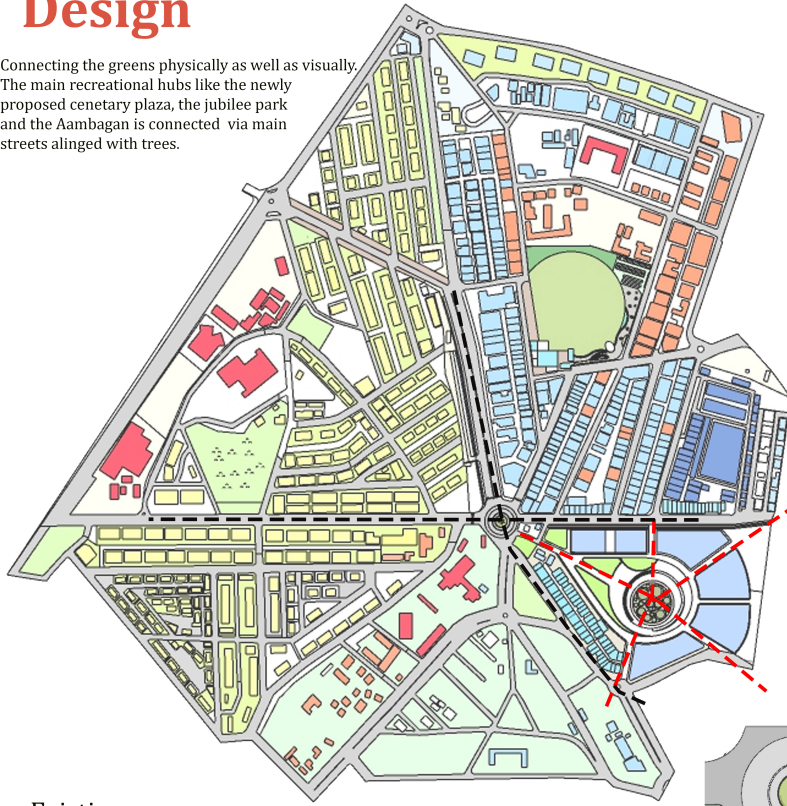 Design
Connecting the greens physically as well as visually.
The main recreational hubs like the newly
proposed cenetary plaza, the jubilee park
and the Aambagan is connected via main
streets alinged with trees.